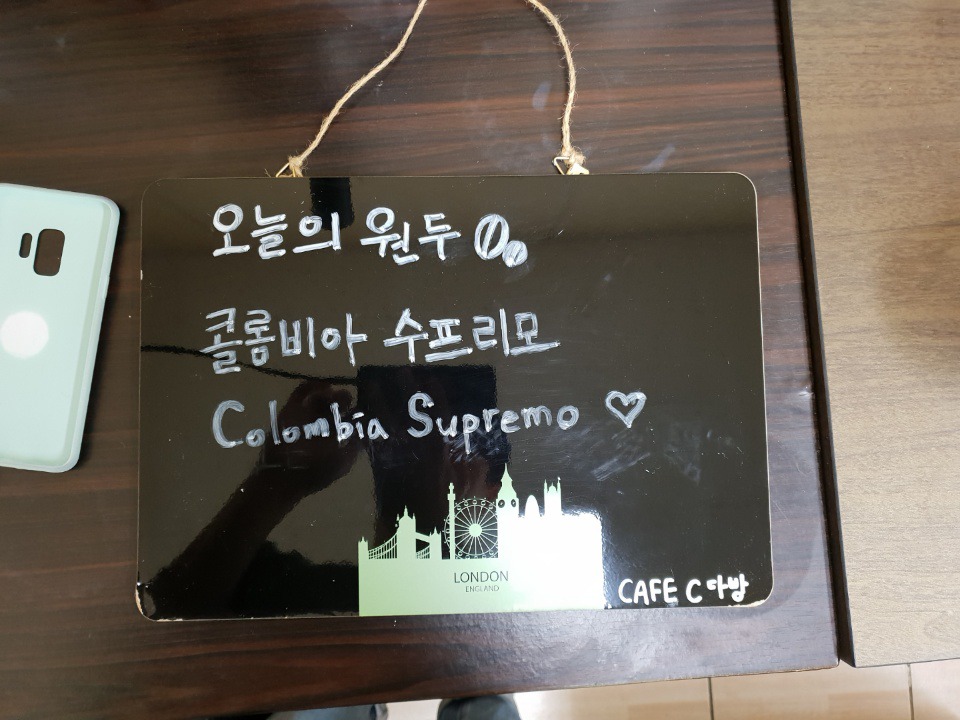 오늘의 원두
콜롬비아 수프리모
Colombia Supremo ♡
LONDON
ENGLAND
CAFE C다방